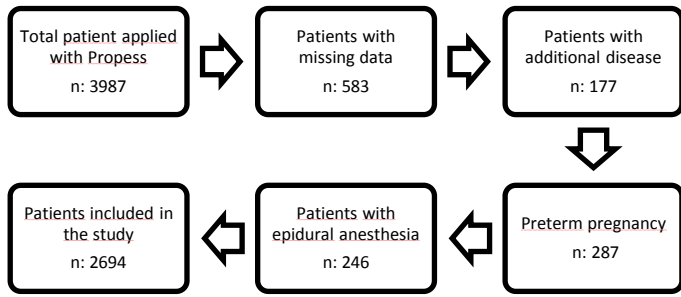 Total patient applied
with Propess
n: 3987
Patients with
missing data
n: 583
Patients with
additional disease
n: 177
Preterm pregnancy
n: 287
Patients with
epidural anesthesia
n: 246
Patients included in
the study
n: 2694